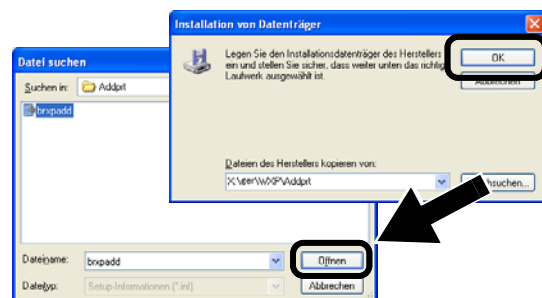 Installation von Datenträger
Legen Sie den Installationsdatenträger des Herstellers
ein und stellen Sie sicher, dass weiter unten das richtige
Laufwerk ausgewählt ist.
OK
Abbrechen
Dateien des Herstellers kopieren von:
X:\ger\WXP\Addprt
Datei suchen
Suchen in:
Addprt
brxpadd
Dateiname:
brxpadd
Öffnen
Dateityp:
Setup-Informationen (*.inf)
Abbrechen